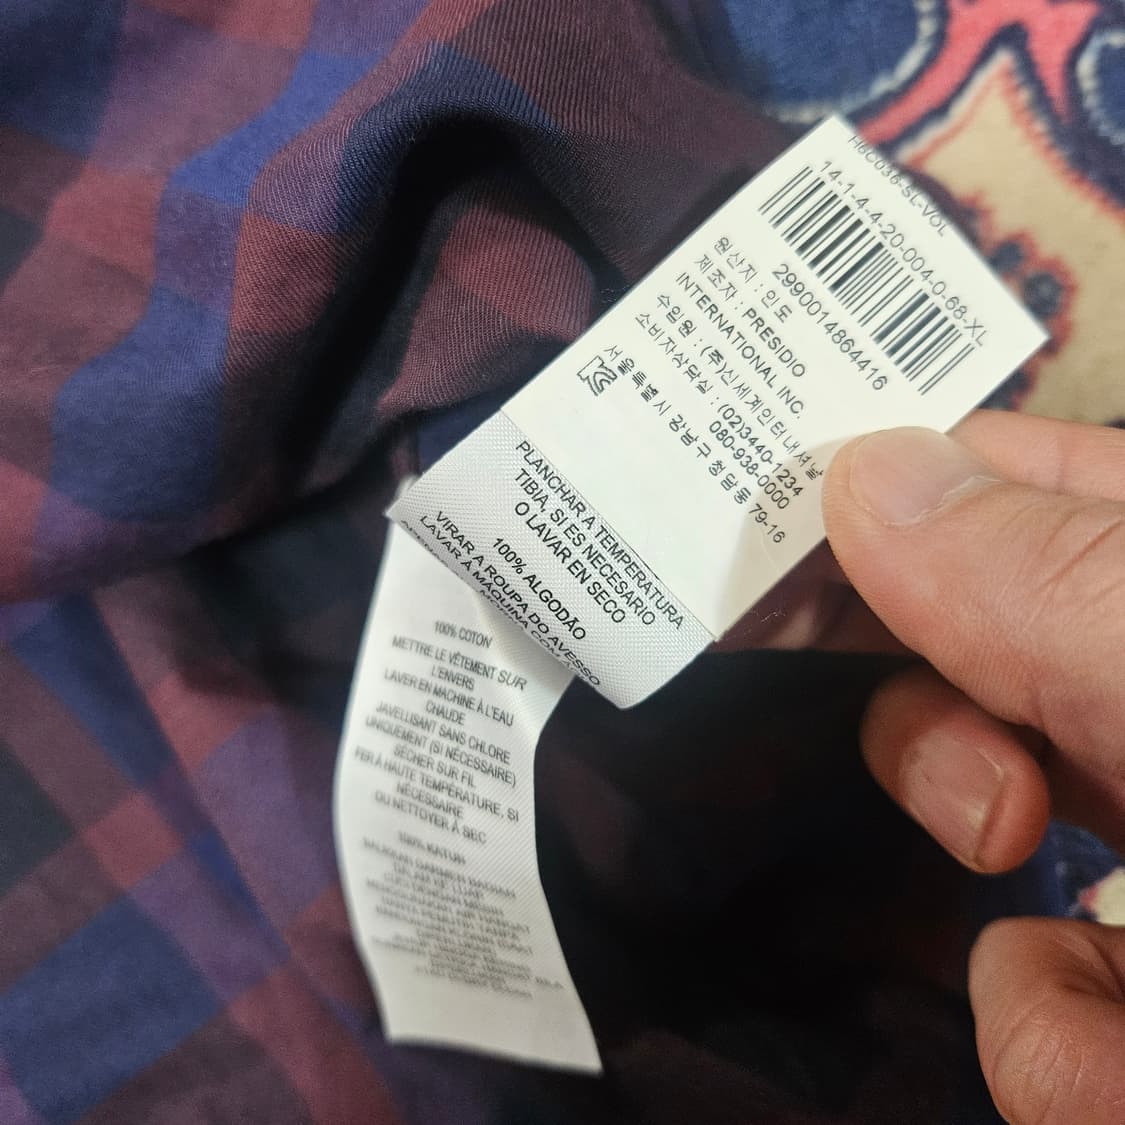 H6C036-SL-VOL
14-1-4-4-20-004-0-68-XL
2990014864416
원산지 : 인도
제조자 : PRESIDIO
INTERNATIONAL INC.
수입원 : (주)신세계인터내셔날
소비자상담실 : (02)3440-1234
080-938-0000
서울특별시 강남구 청담동 79-16
PLANCHAR A TEMPERATURA
TIBIA, SI ES NECESARIO
O LAVAR EN SECO
100% ALGODÃO
VIRAR A ROUPA DO AVESSO
LAVAR À MÁQUINA COM
100% COTON
METTRE LE VÊTEMENT SUR
L'ENVERS
LAVER EN MACHINE À L'EAU
CHAUDE
JAVELLISANT SANS CHLORE
UNIQUEMENT (SI NÉCESSAIRE)
SÉCHER SUR FIL
FER À HAUTE TEMPÉRATURE, SI
NÉCESSAIRE
OU NETTOYER À SEC
100% KATUN